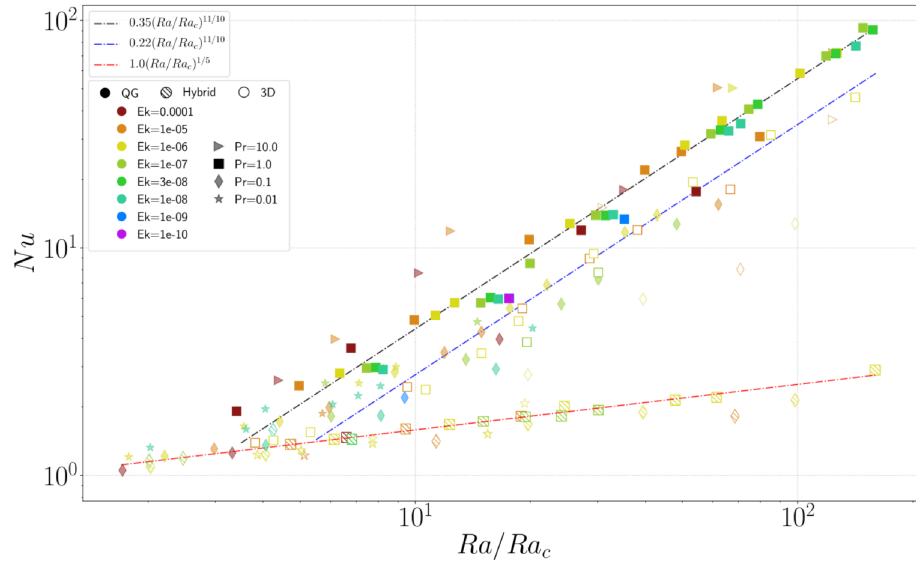 0.35(Ra/Ra_c)^{11/10}
0.22(Ra/Ra_c)^{11/10}
1.0(Ra/Ra_c)^{1/5}
QG Hybrid 3D
Ek=0.0001
Ek=1e-05
Ek=1e-06
Ek=1e-07
Ek=3e-08
Ek=1e-08
Ek=1e-09
Ek=1e-10
Pr=10.0
Pr=1.0
Pr=0.1
Pr=0.01
10^2
10^1
10^0
Nu
10^1 10^2
Ra/Ra_c